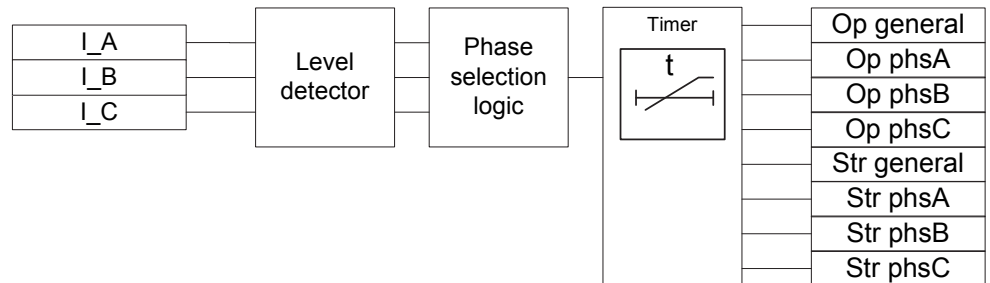 I_A
I_B
I_C
Level
detector
Phase
selection
logic
Timer
t
Op general
Op phsA
Op phsB
Op phsC
Str general
Str phsA
Str phsB
Str phsC